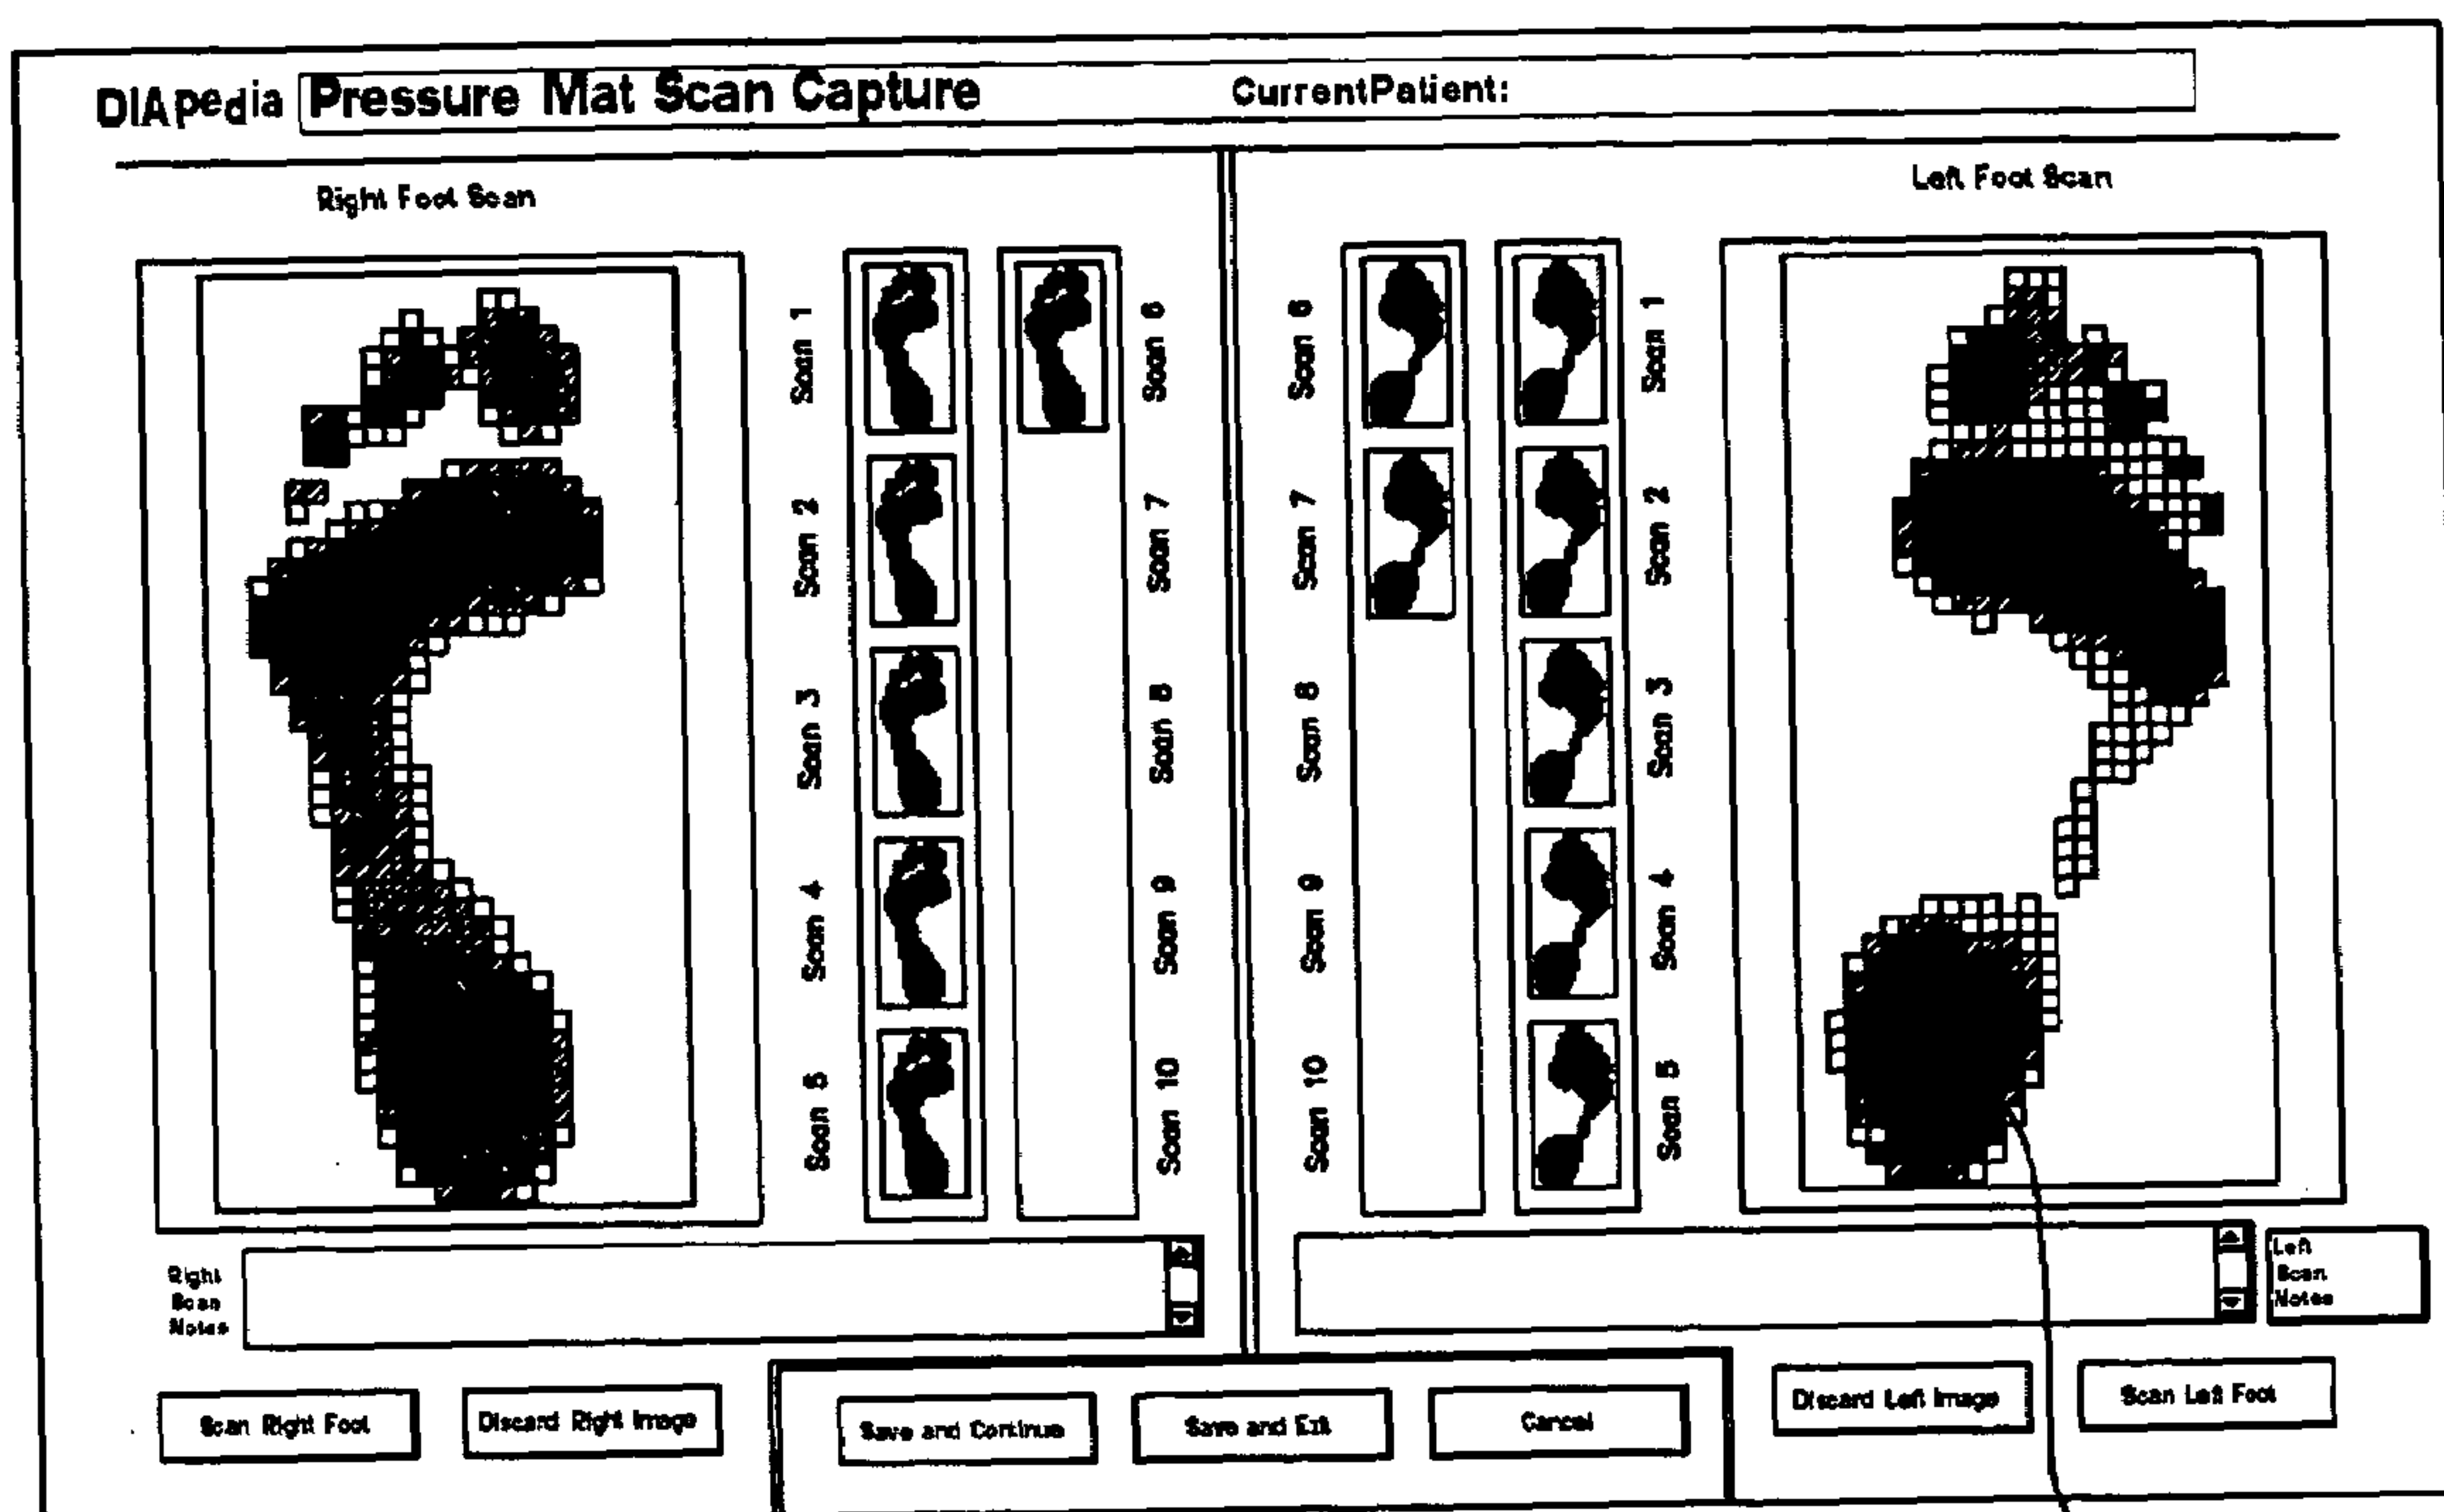 DIApedia Pressure Mat Scan Capture
CurrentPatient:
Right Foot Scan
Left Foot Scan
Scan 1
Scan 2
Scan 3
Scan 4
Scan 5
Scan 6
Scan 7
Scan 8
Scan 9
Scan 10
Scan 6
Scan 7
Scan 8
Scan 9
Scan 10
Scan 1
Scan 2
Scan 3
Scan 4
Scan 5
Right
Scan
Notes
Left
Scan
Notes
Scan Right Foot
Discard Right Image
Save and Continue
Save and Exit
Cancel
Discard Left Image
Scan Left Foot